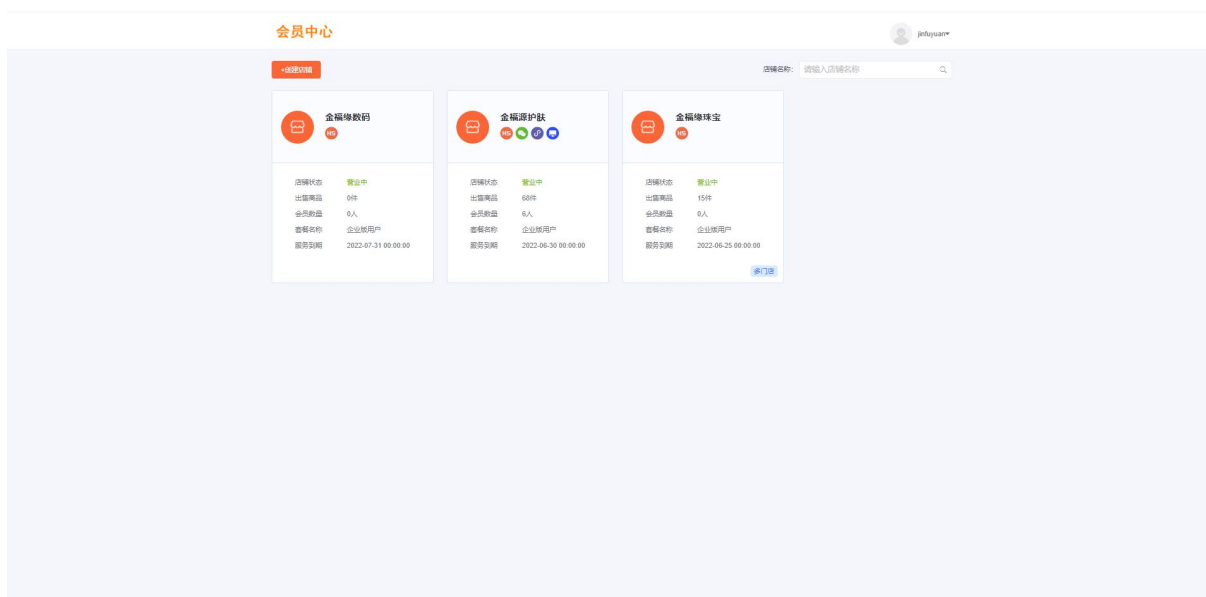 会员中心
jinfuyuan
+创建店铺
店铺名称: 请输入店铺名称
金福缘数码
H5
店铺状态 营业中
出售商品 0件
会员数量 0人
套餐名称 企业版用户
服务到期 2022-07-31 00:00:00
金福源护肤
H5
店铺状态 营业中
出售商品 68件
会员数量 6人
套餐名称 企业版用户
服务到期 2022-06-30 00:00:00
金福缘珠宝
H5
店铺状态 营业中
出售商品 15件
会员数量 0人
套餐名称 企业版用户
服务到期 2022-06-25 00:00:00
多门店